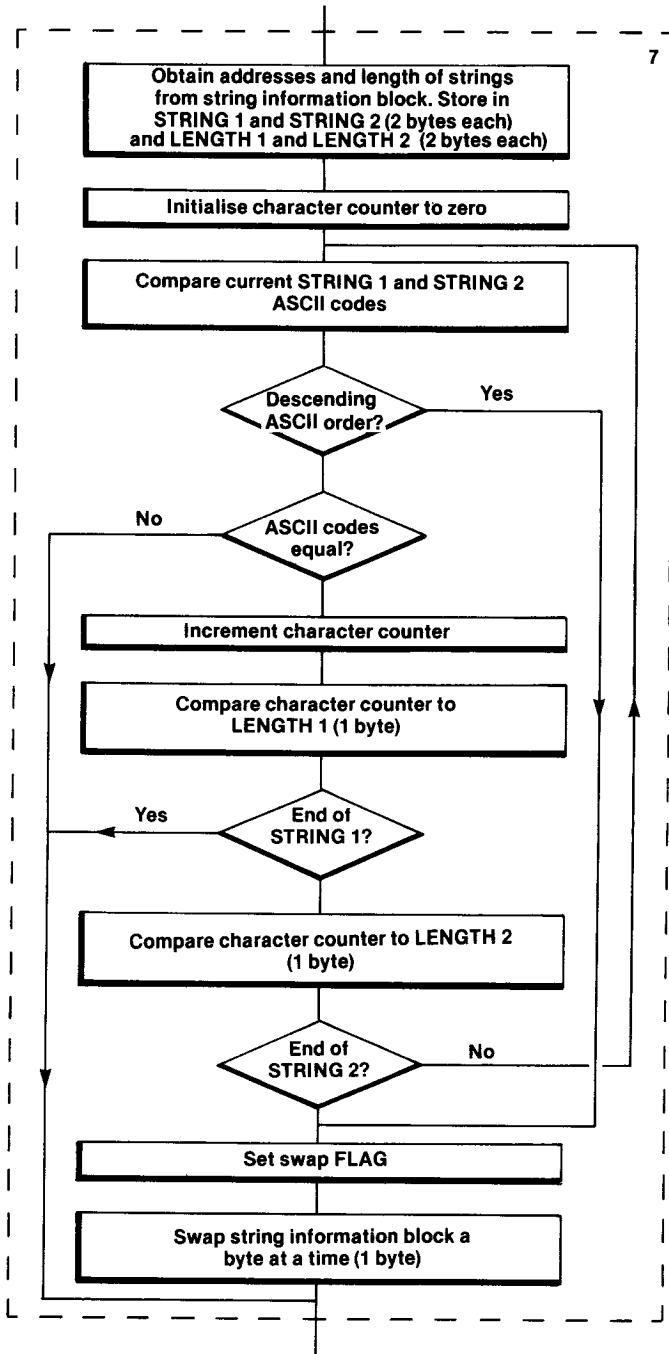 7
Obtain addresses and length of strings
from string information block. Store in
STRING 1 and STRING 2 (2 bytes each)
and LENGTH 1 and LENGTH 2 (2 bytes each)
Initialise character counter to zero
Compare current STRING 1 and STRING 2
ASCII codes
Descending
ASCII order?
Yes
No
ASCII codes
equal?
Increment character counter
Compare character counter to
LENGTH 1 (1 byte)
Yes
End of
STRING 1?
Compare character counter to LENGTH 2
(1 byte)
End of
STRING 2?
No
Set swap FLAG
Swap string information block a
byte at a time (1 byte)